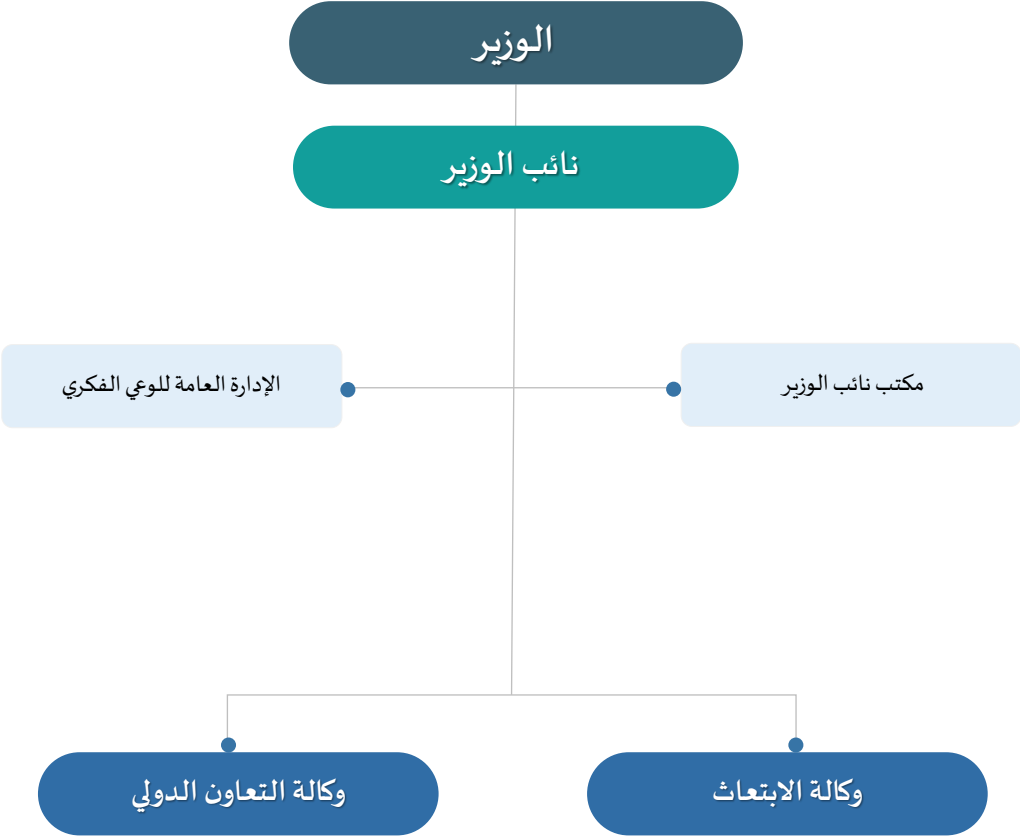 الوزير
نائب الوزير
مكتب نائب الوزير
الإدارة العامة للوعي الفكري
وكالة الابتعاث
وكالة التعاون الدولي